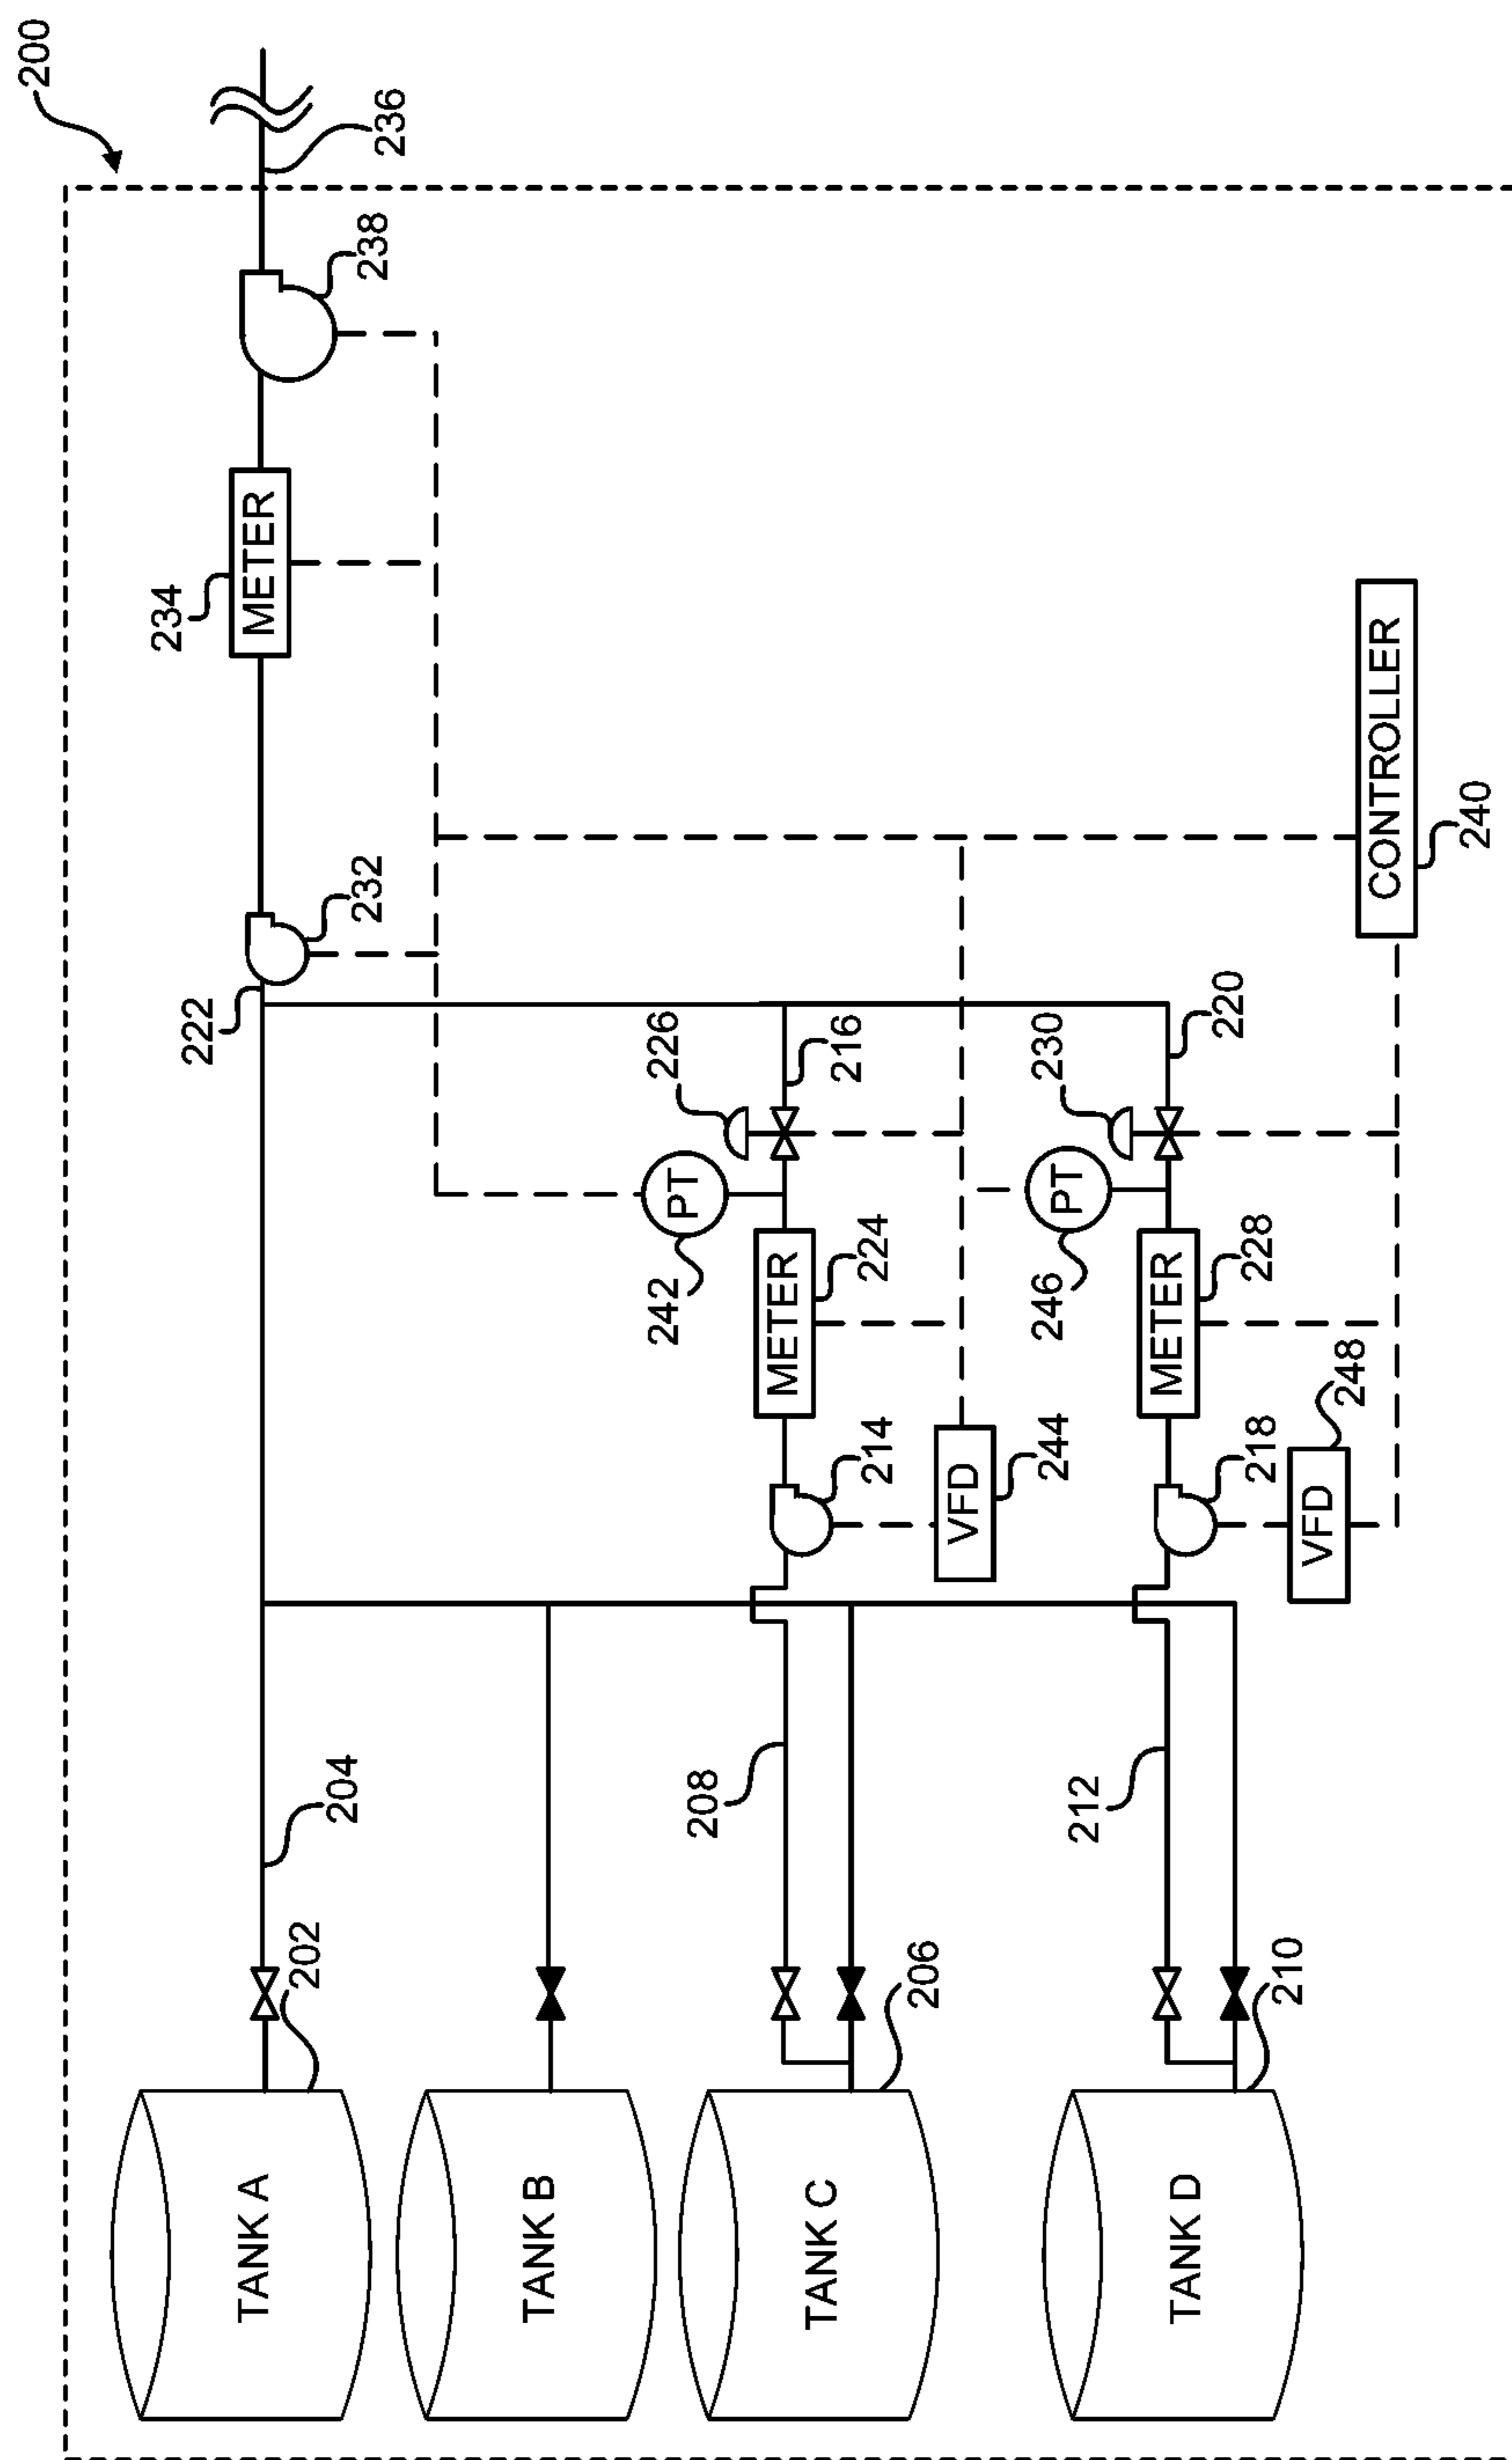 200
236
238
METER
234
232
222
226
216
PT
242
METER
224
214
VFD
244
230
220
PT
246
METER
228
218
VFD
248
CONTROLLER
240
204
202
TANK A
TANK B
208
206
TANK C
212
210
TANK D